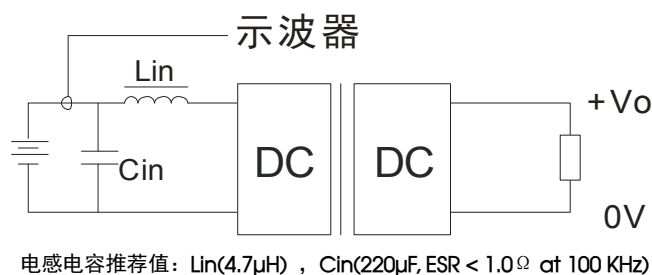 示波器
Lin
Cin
DC
DC
+Vo
0V
电感电容推荐值：Lin(4.7μH) ，Cin(220μF, ESR < 1.0Ω at 100 KHz)